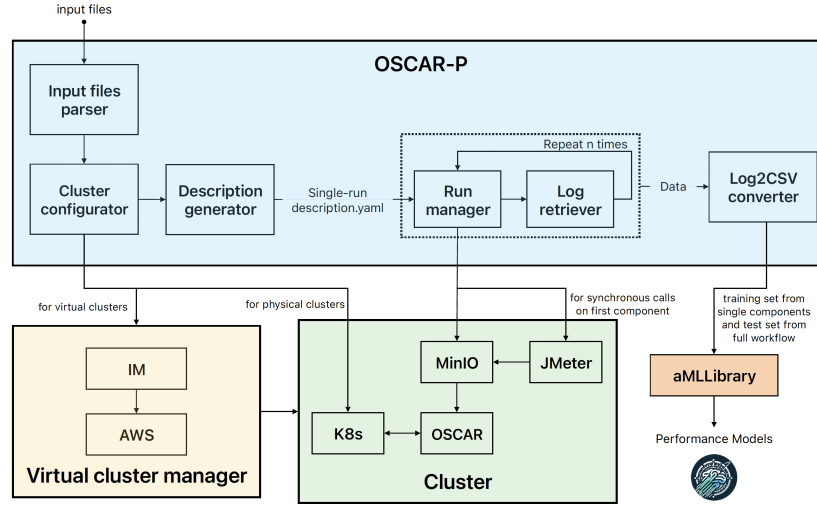 input files
OSCAR-P
Input files
parser
Repeat n times
Cluster
configurator
Description
generator
Single-run
description.yaml
Run
manager
Log
retriever
Data
Log2CSV
converter
for virtual clusters
for physical clusters
for synchronous calls
on first component
training set from
single components
and test set from
full workflow
IM
AWS
Virtual cluster manager
MinIO
JMeter
K8s
OSCAR
Cluster
aMLLibrary
Performance Models